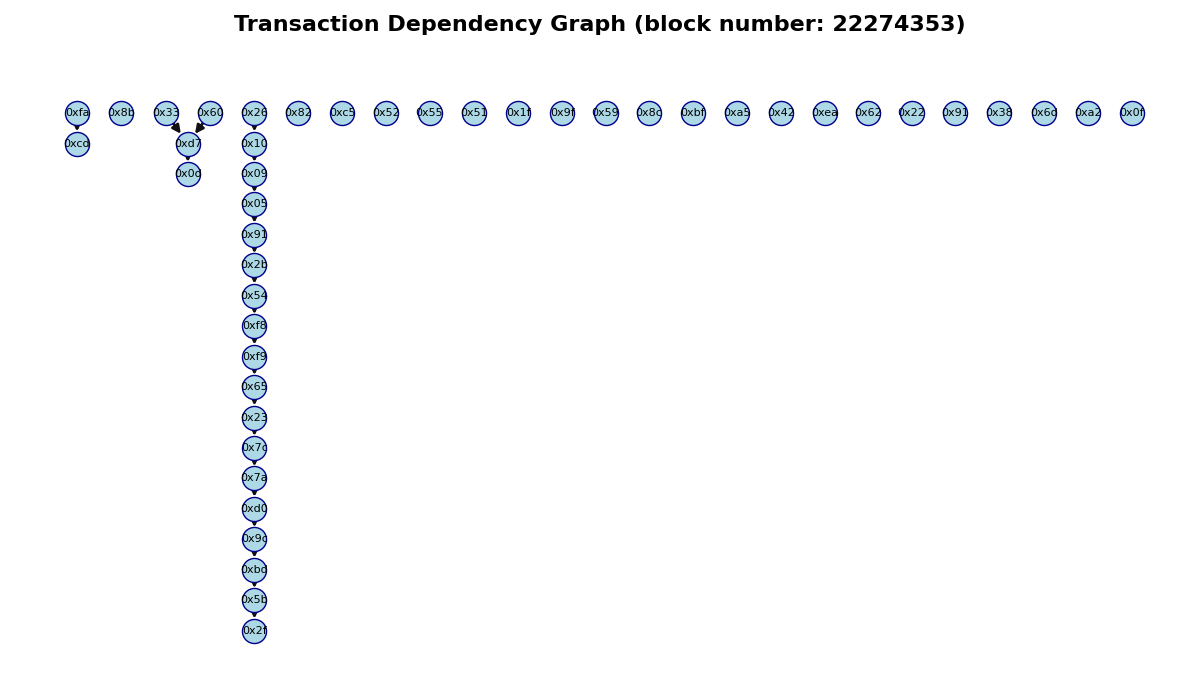 Transaction Dependency Graph (block number: 22274353)
0xfa 0x8b 0x33 0x60 0x26 0x82 0xc5 0x52 0x55 0x51 0x1f 0x9f 0x59 0x8c 0xbf 0xa5 0x42 0xea 0x62 0x22 0x91 0x38 0x6d 0xa2 0x0f
0xcd 0xd7 0x10
0x0d 0x09
0x05
0x91
0x2b
0x54
0xf8
0xf9
0x65
0x23
0x7c
0x7a
0xd0
0x9c
0xbd
0x5b
0x2f